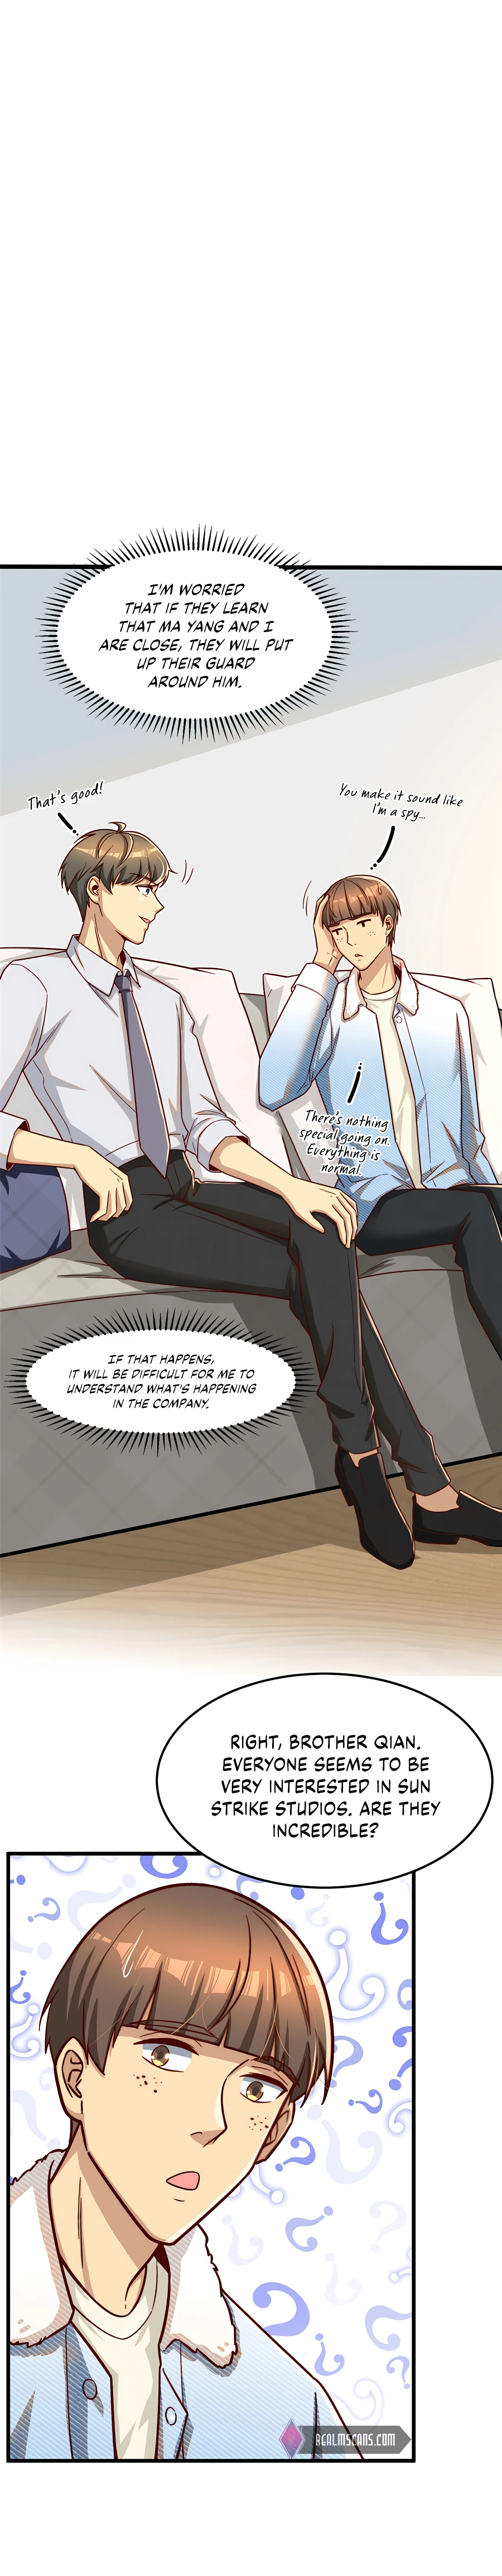 I'M WORRIED
THAT IF THEY LEARN
THAT MA YANG AND I
ARE CLOSE, THEY WILL PUT
UP THEIR GUARD
AROUND HIM.
That's good!
You make it sound like
I'm a spy...
There's nothing
special going on.
Everything is
normal.
IF THAT HAPPENS,
IT WILL BE DIFFICULT FOR ME TO
UNDERSTAND WHAT'S HAPPENING
IN THE COMPANY.
RIGHT, BROTHER QIAN.
EVERYONE SEEMS TO BE
VERY INTERESTED IN SUN
STRIKE STUDIOS. ARE THEY
INCREDIBLE?
REALMSCANS.COM